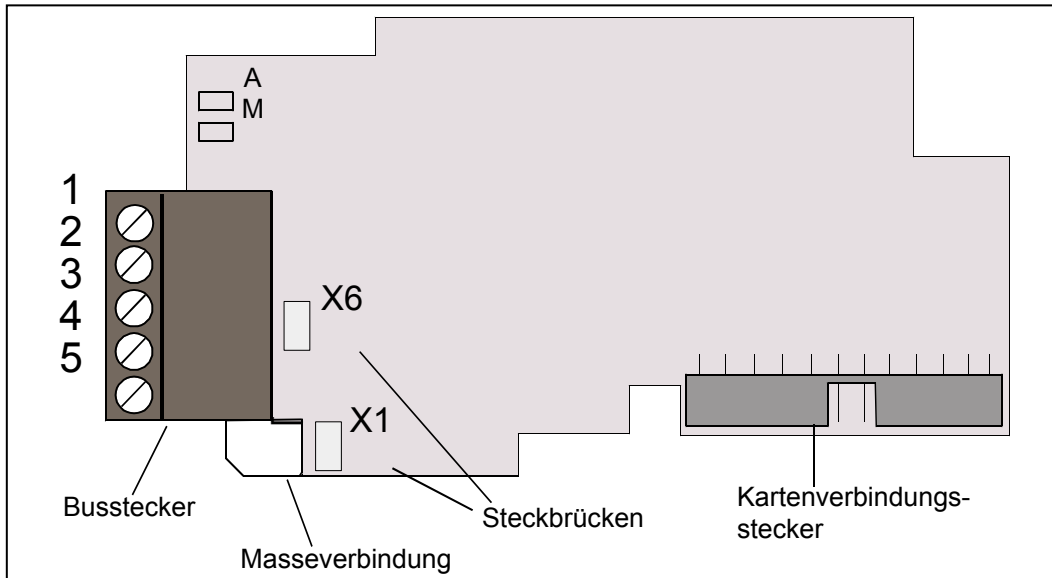 A
M
1
2
3
4
5
X6
X1
Busstecker
Masseverbindung
Steckbrücken
Kartenverbindungs-
stecker